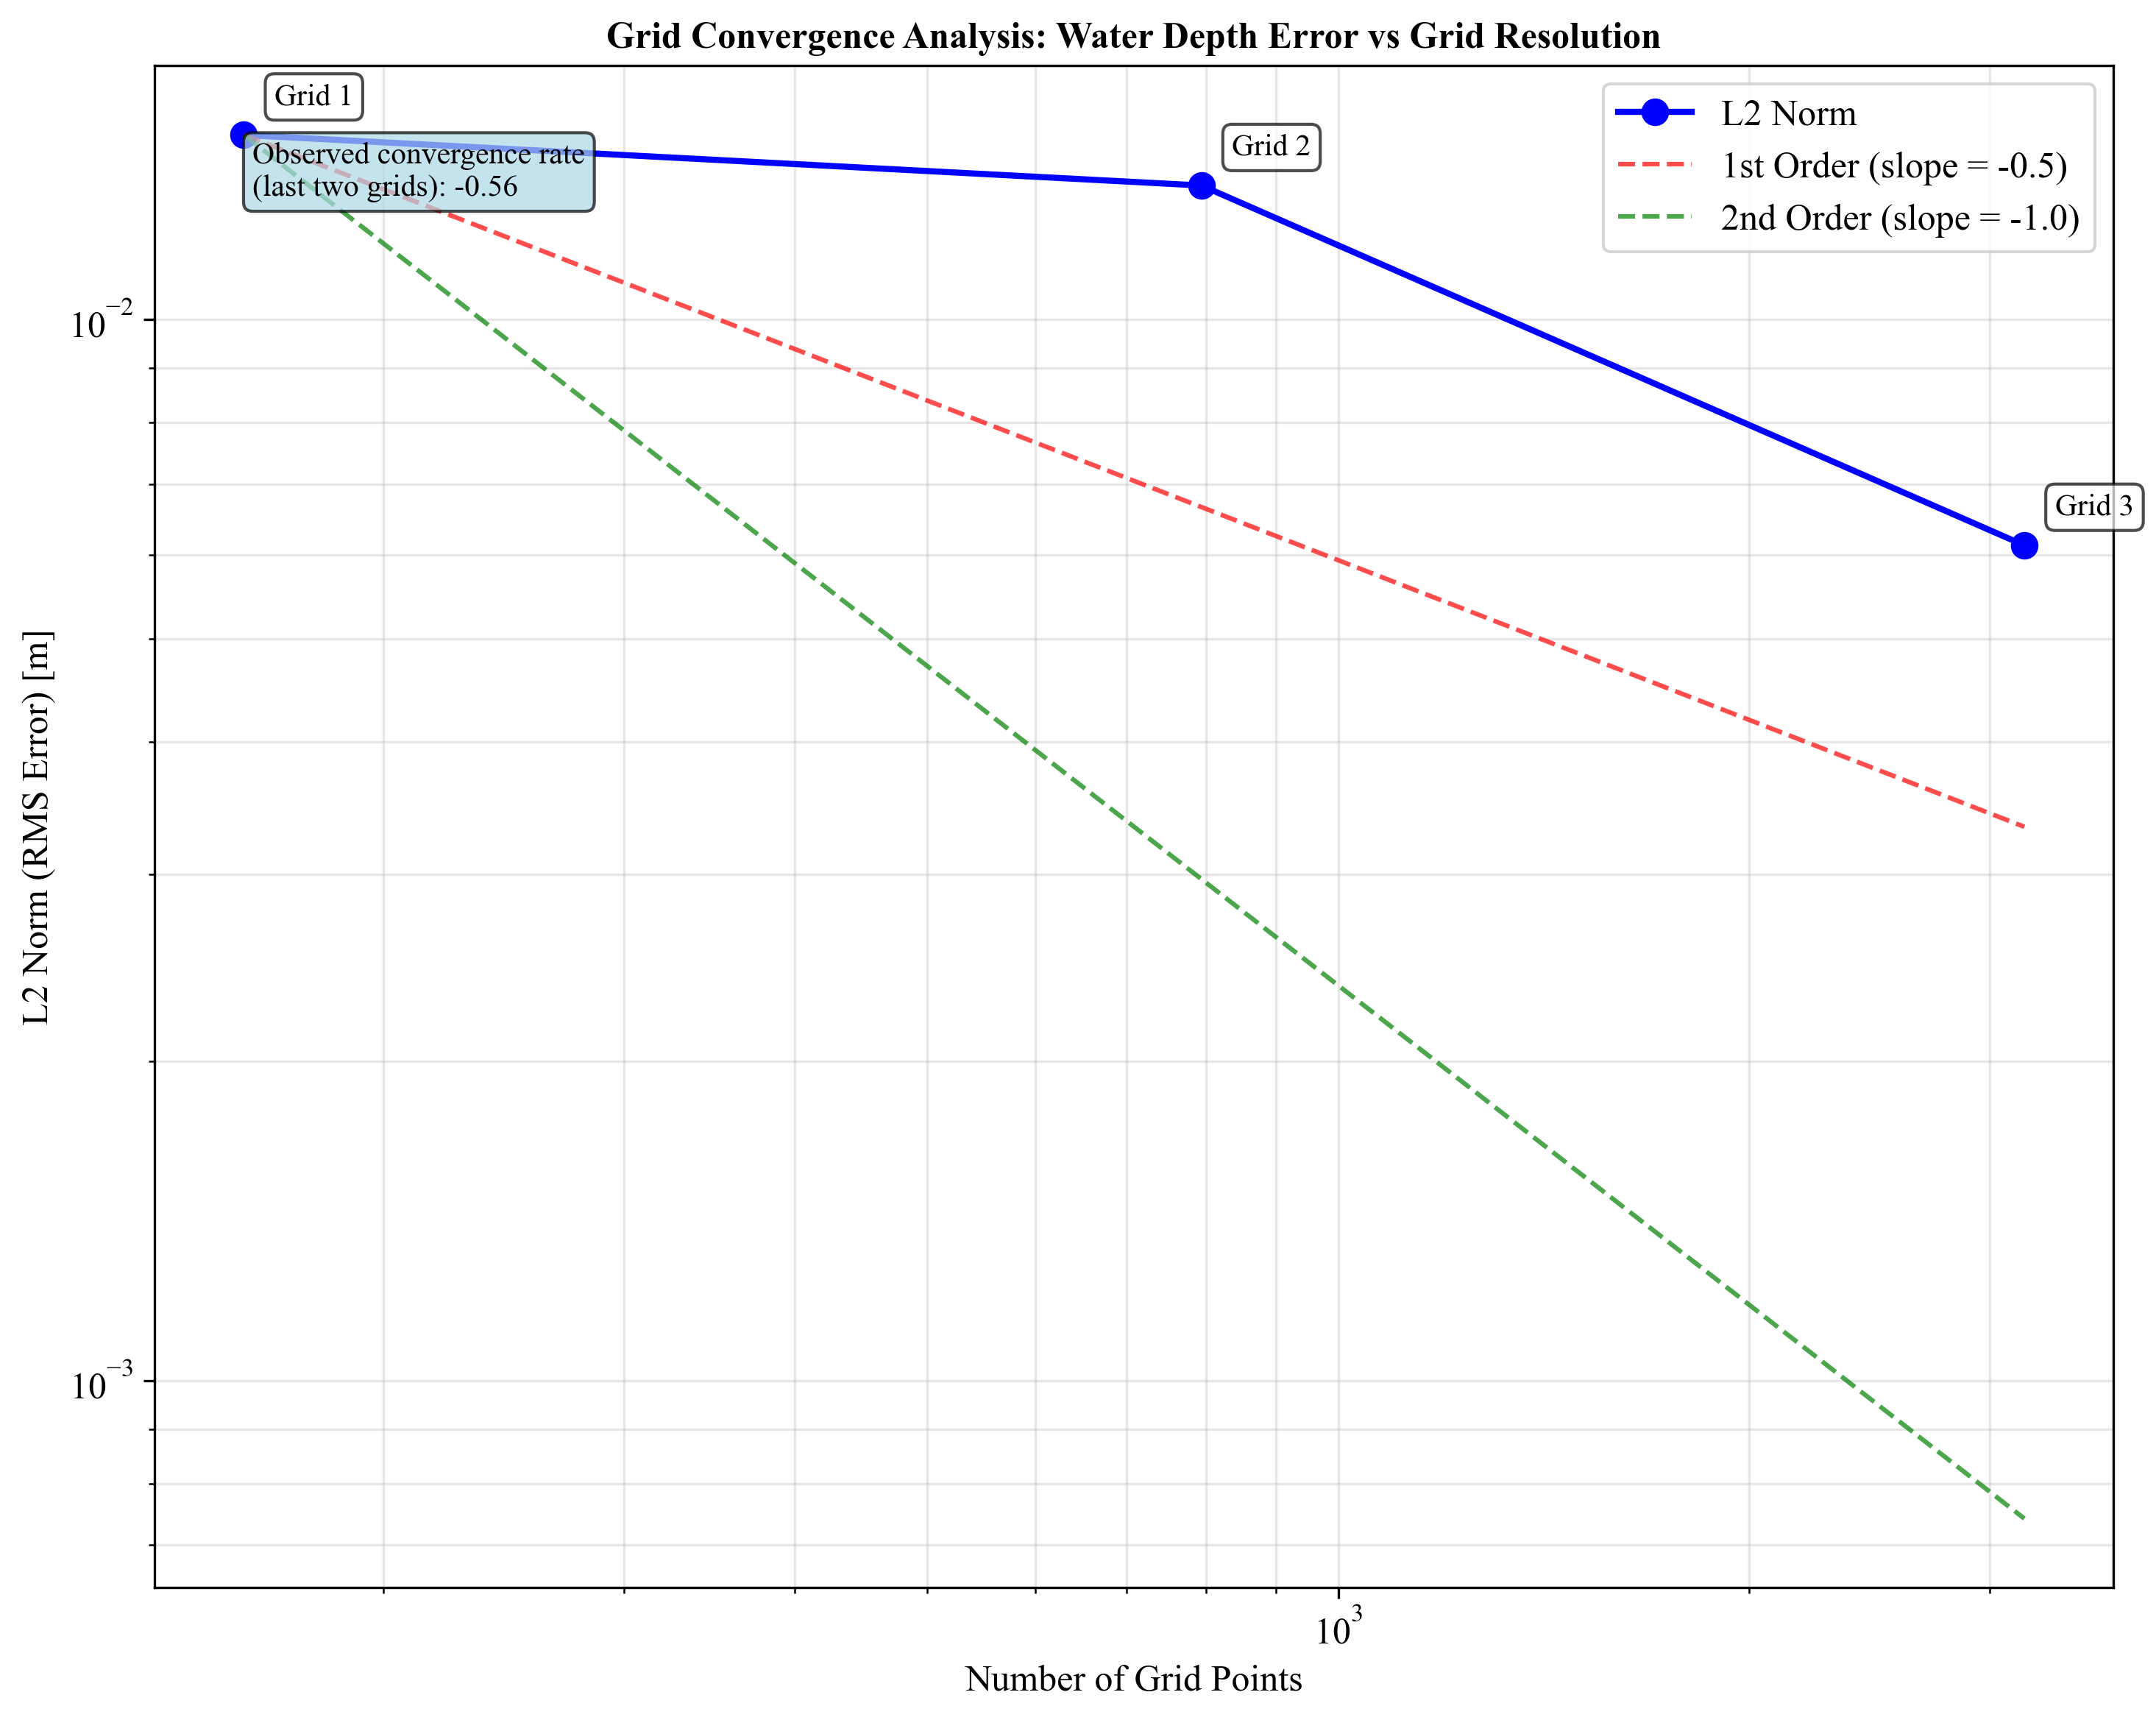 Grid Convergence Analysis: Water Depth Error vs Grid Resolution
Grid 1
Observed convergence rate
(last two grids): -0.56
Grid 2
Grid 3
L2 Norm
1st Order (slope = -0.5)
2nd Order (slope = -1.0)
10⁻²
10⁻³
L2 Norm (RMS Error) [m]
10³
Number of Grid Points